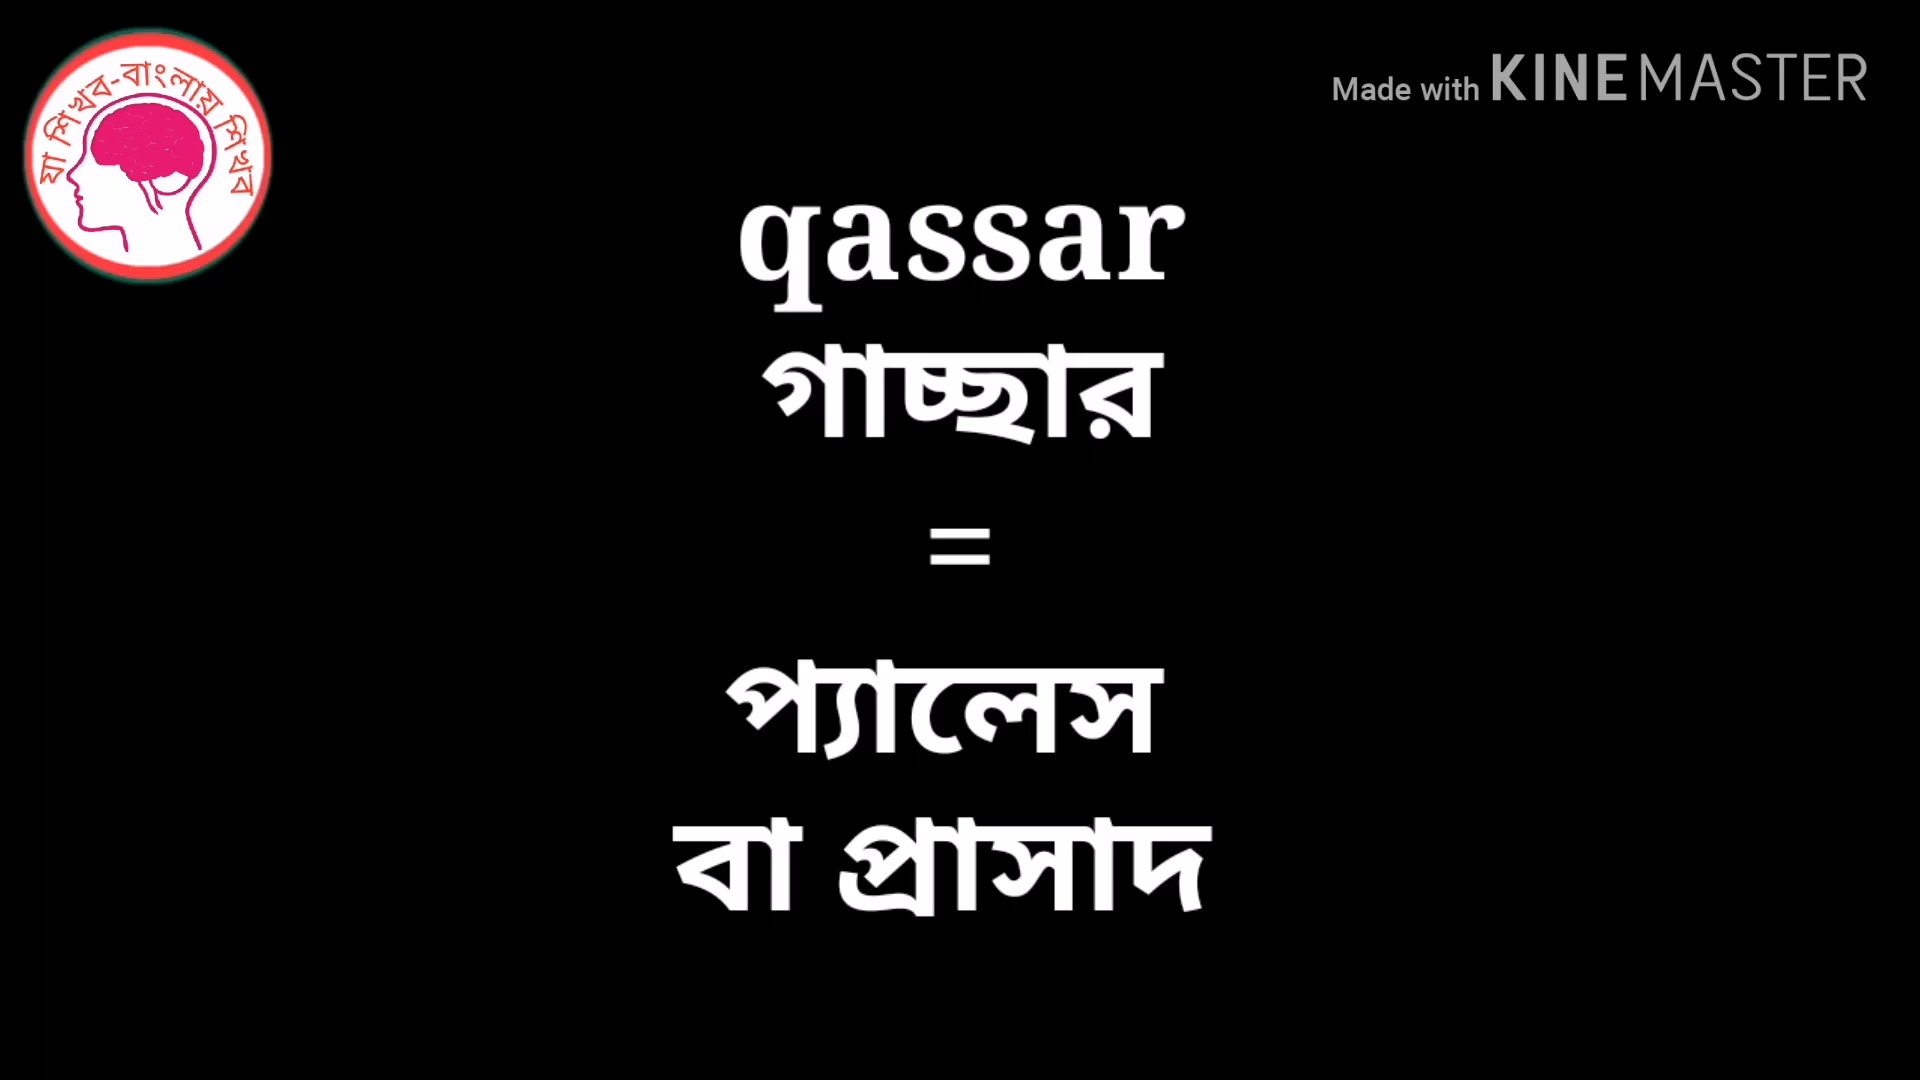 যা শিখব-বাংলায় শিখব
Made with KINEMASTER
qassar
গাচ্ছার
=
প্যালেস
বা প্রাসাদ